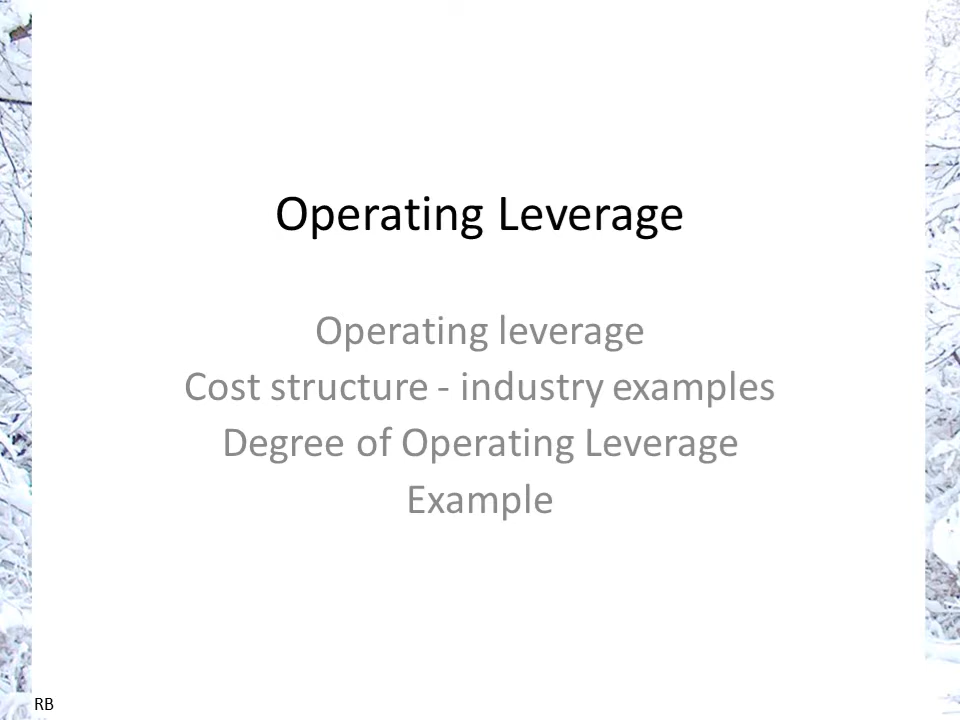 Operating Leverage
Operating leverage
Cost structure - industry examples
Degree of Operating Leverage
Example
RB